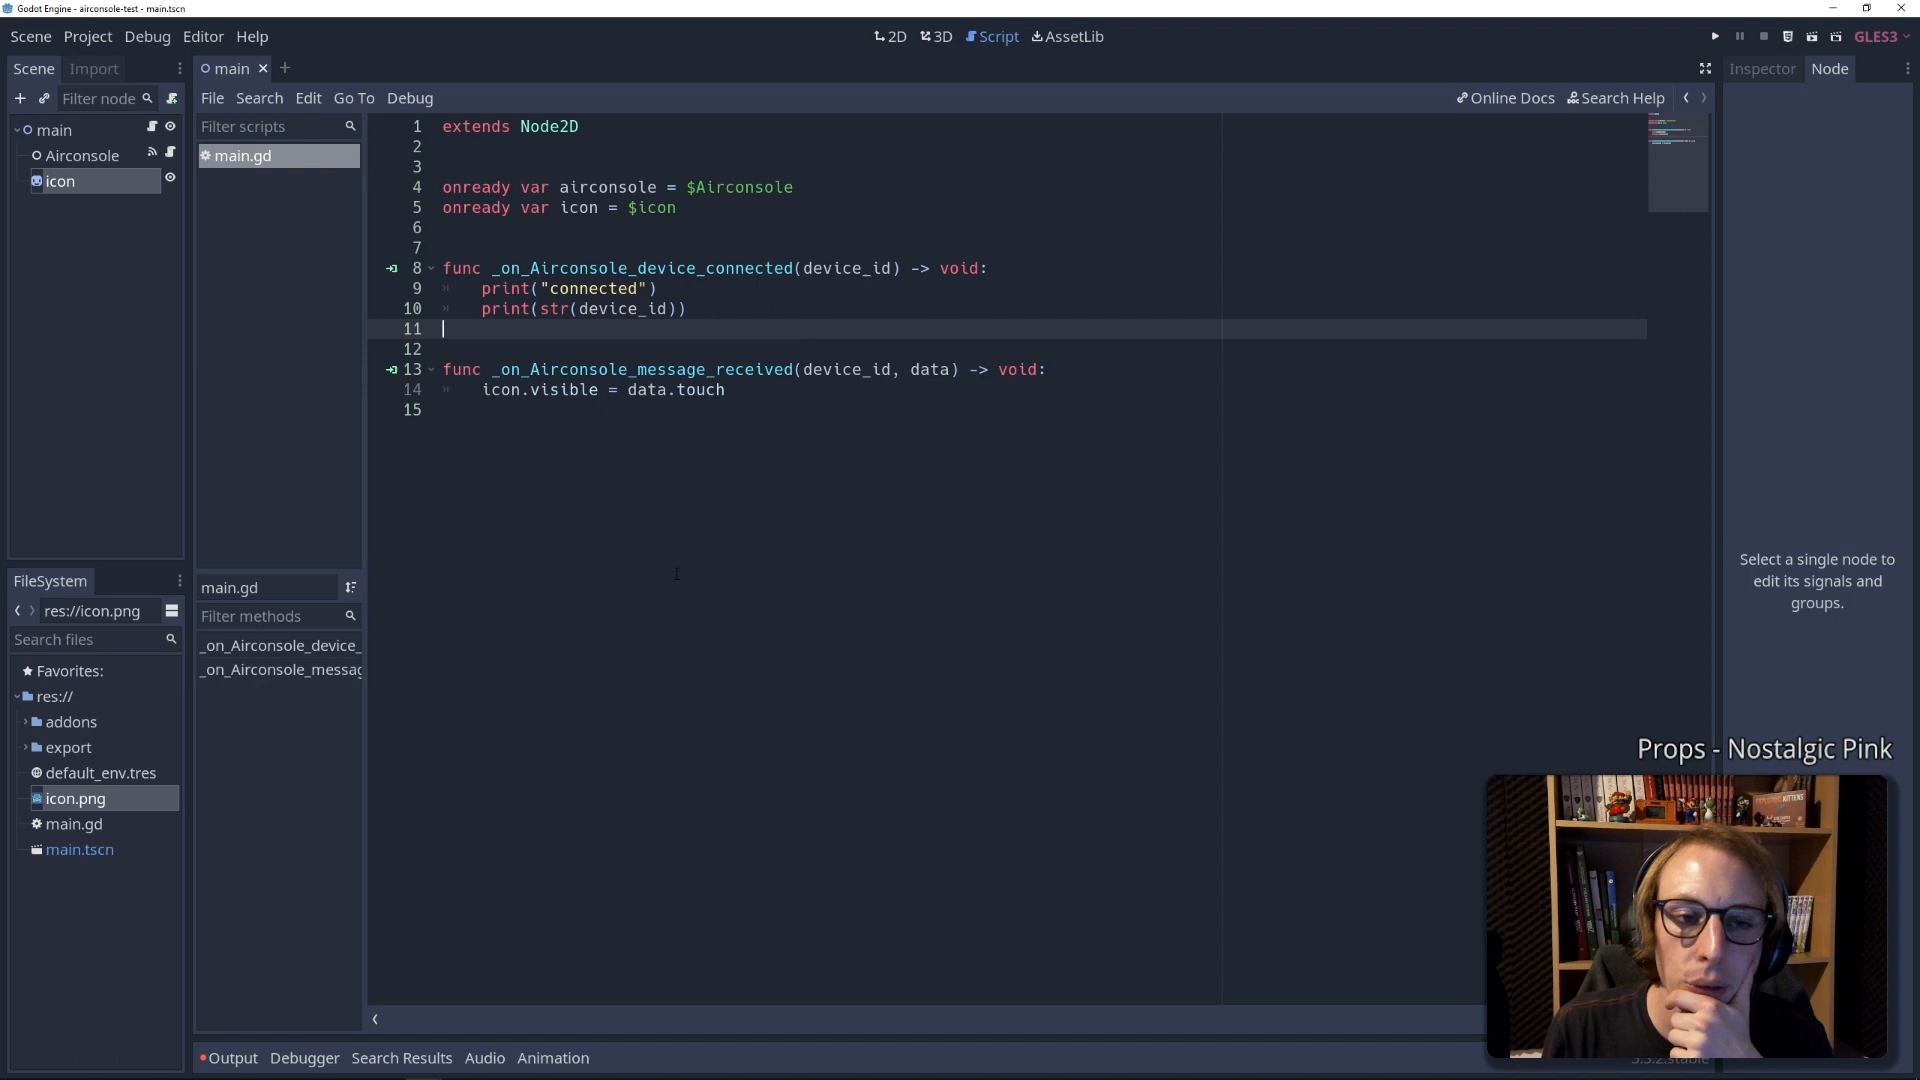 Godot Engine - airconsole-test - main.tscn
Scene Project Debug Editor Help
2D 3D Script AssetLib
GLES3
Scene Import
main
Inspector Node
Filter node
File Search Edit Go To Debug
Online Docs Search Help
main
Airconsole
icon
Filter scripts
main.gd
1 extends Node2D
2
3
4 onready var airconsole = $Airconsole
5 onready var icon = $icon
6
7
8 func _on_Airconsole_device_connected(device_id) -> void:
9 print("connected")
10 print(str(device_id))
11
12
13 func _on_Airconsole_message_received(device_id, data) -> void:
14 icon.visible = data.touch
15
Select a single node to
edit its signals and
groups.
FileSystem
res://icon.png
Search files
Favorites:
res://
addons
export
default_env.tres
icon.png
main.gd
main.tscn
main.gd
Filter methods
_on_Airconsole_device_
_on_Airconsole_messag
Props - Nostalgic Pink
EXPLODING
KITTENS
Output Debugger Search Results Audio Animation
3.3.2.stable